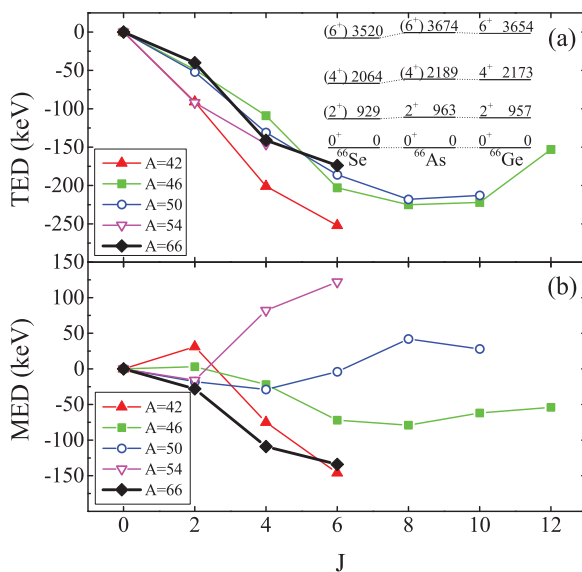 0
-50
-100
-150
-200
-250
TED (keV)
(a)
(6⁺) 3520 (6⁺) 3674 6⁺ 3654
(4⁺) 2064 (4⁺) 2189 4⁺ 2173
(2⁺) 929 2⁺ 963 2⁺ 957
0⁺ 0 0⁺ 0 0⁺ 0
⁶⁶Se ⁶⁶As ⁶⁶Ge
A=42
A=46
A=50
A=54
A=66
150
100
50
0
-50
-100
-150
MED (keV)
(b)
A=42
A=46
A=50
A=54
A=66
0 2 4 6 8 10 12
J